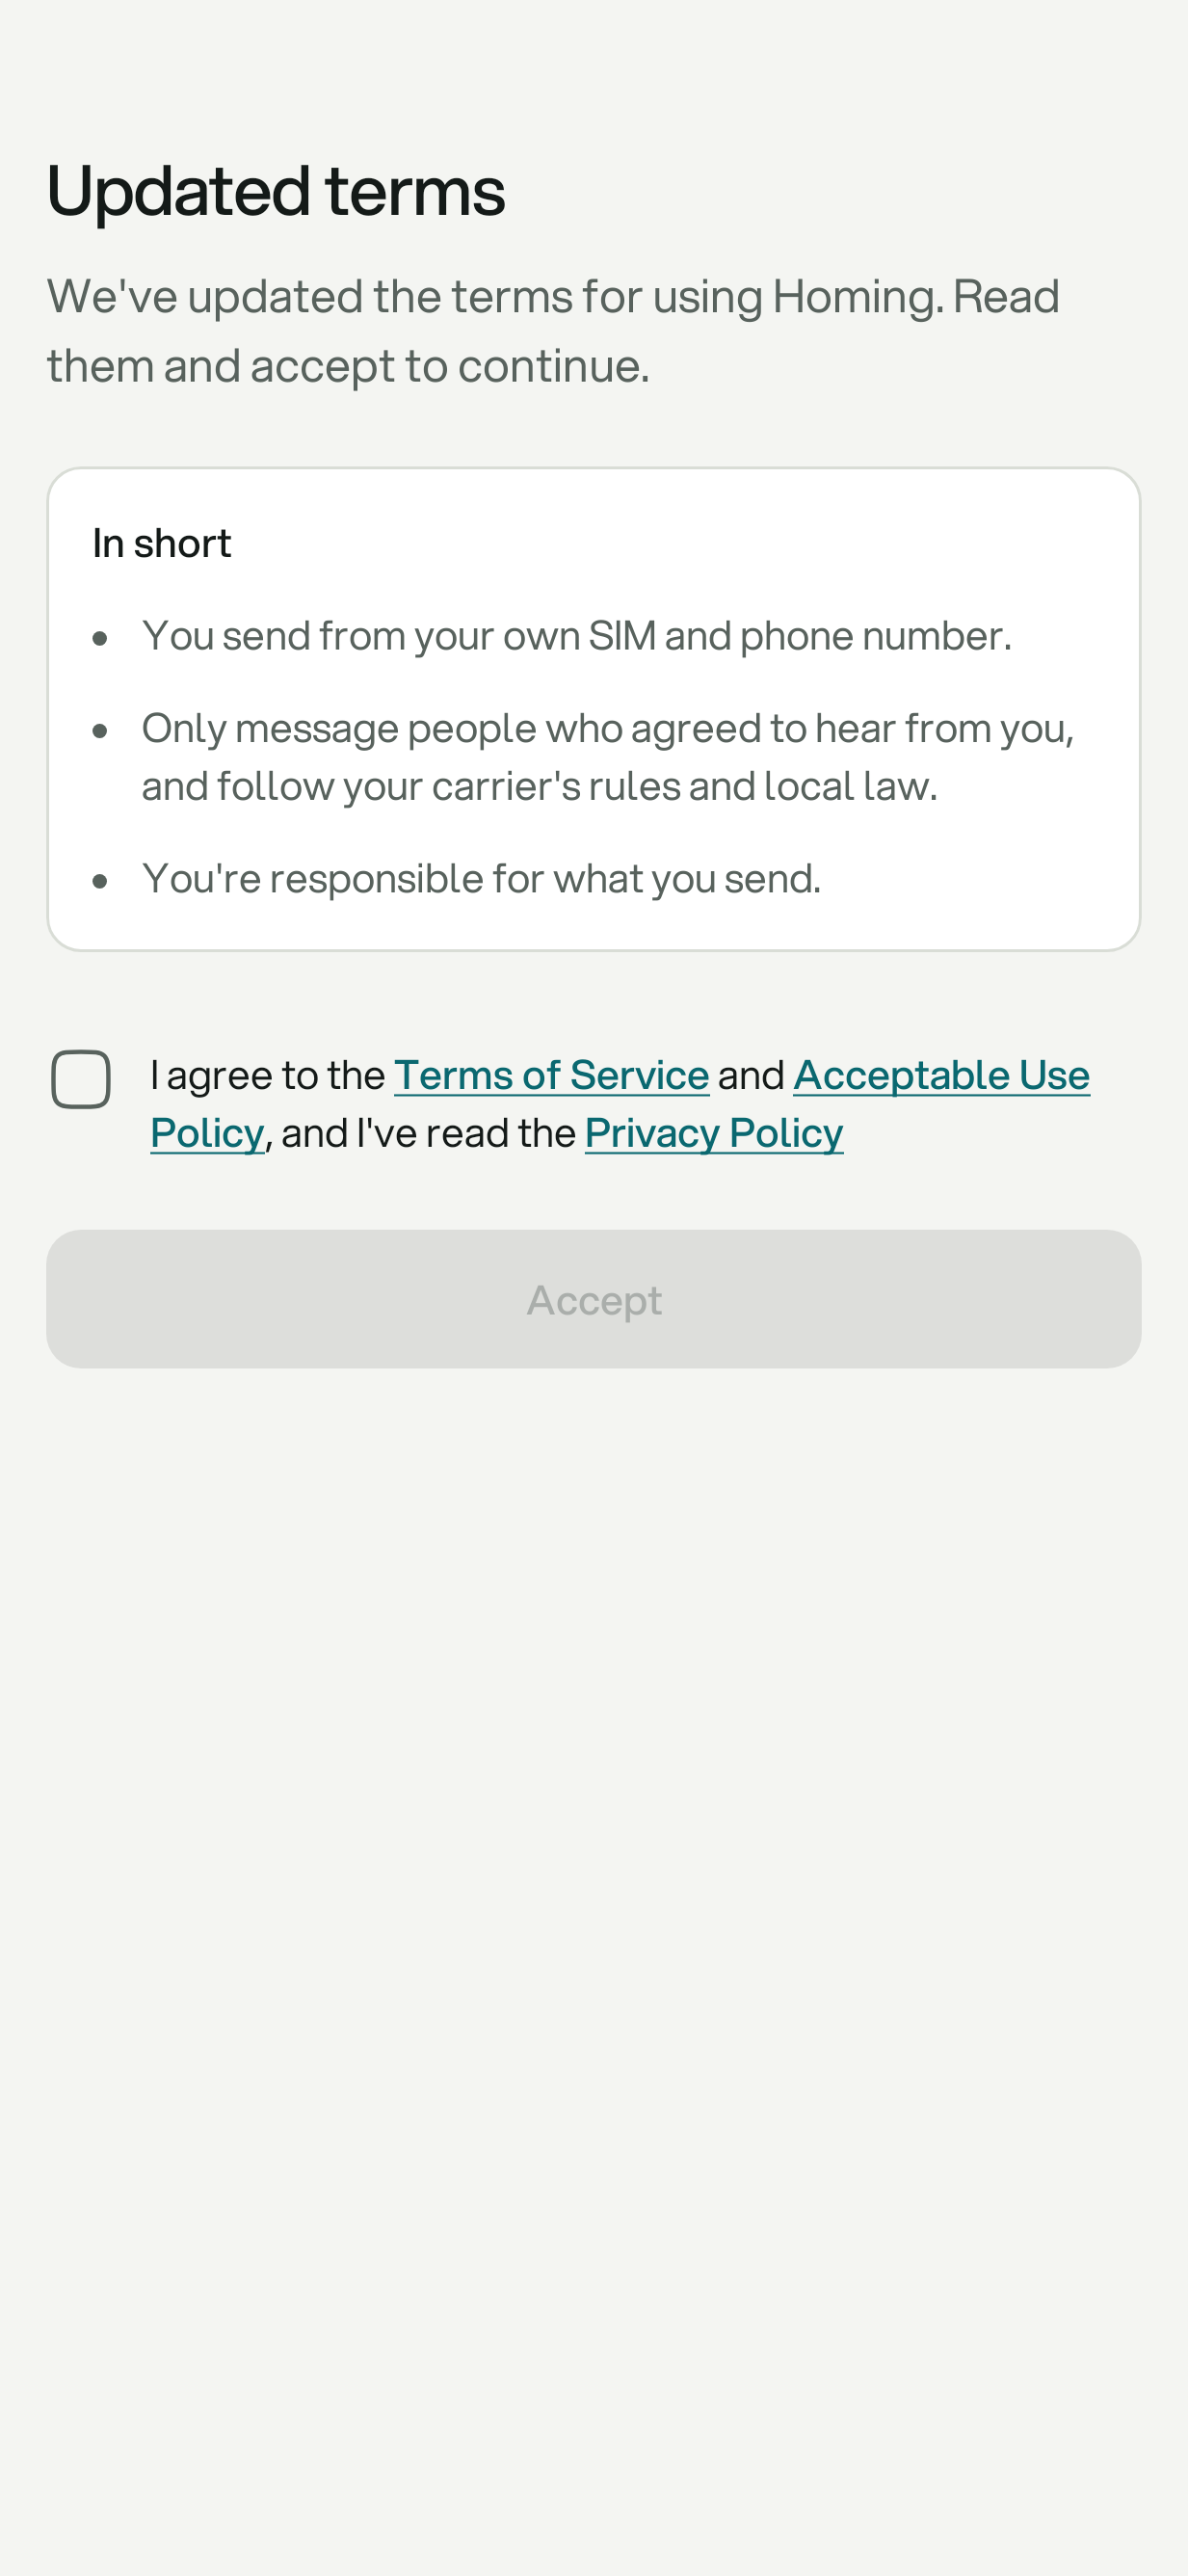 Updated terms
We've updated the terms for using Homing. Read
them and accept to continue.
In short
• You send from your own SIM and phone number.
• Only message people who agreed to hear from you,
and follow your carrier's rules and local law.
• You're responsible for what you send.
I agree to the Terms of Service and Acceptable Use
Policy, and I've read the Privacy Policy
Accept